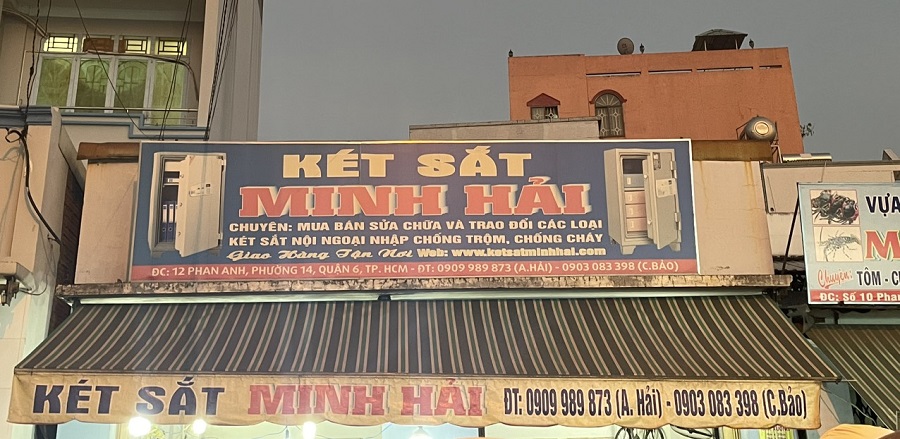 KÉT SẮT
MINH HẢI
CHUYÊN: MUA BÁN SỬA CHỮA VÀ TRAO ĐỔI CÁC LOẠI
KÉT SẮT NỘI NGOẠI NHẬP CHỐNG TRỘM, CHỐNG CHÁY
Giao Hàng Tận Nơi Web: www.ketsatminhhai.com
ĐC: 12 PHAN ANH, PHƯỜNG 14, QUẬN 6, TP. HCM - ĐT: 0909 989 873 (A.HẢI) - 0903 083 398 (C.BẢO)
KÉT SẮT MINH HẢI ĐT: 0909 989 873 (A. Hải) - 0903 083 398 (C.Bảo)
VỰA
Chuyên: TÔM - C
ĐC: Số 10 Phan